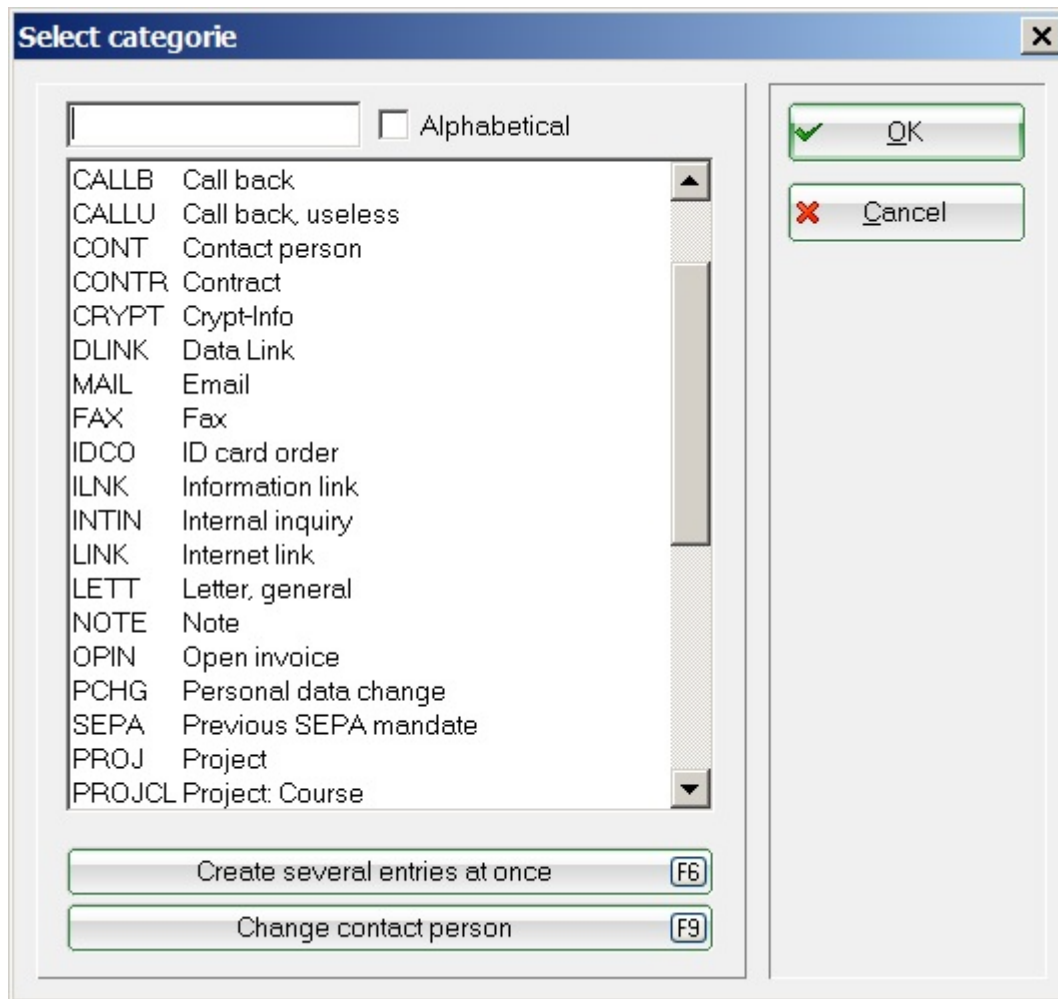 Select categorie
Alphabetical
OK
CALLB Call back
CALLU Call back, useless
Cancel
CONT Contact person
CONTR Contract
CRYPT Crypt-Info
DLINK Data Link
MAIL Email
FAX Fax
IDCO ID card order
ILNK Information link
INTIN Internal inquiry
LINK Internet link
LETT Letter, general
NOTE Note
OPIN Open invoice
PCHG Personal data change
SEPA Previous SEPA mandate
PROJ Project
PROJCL Project: Course
Create several entries at once F6
Change contact person F9